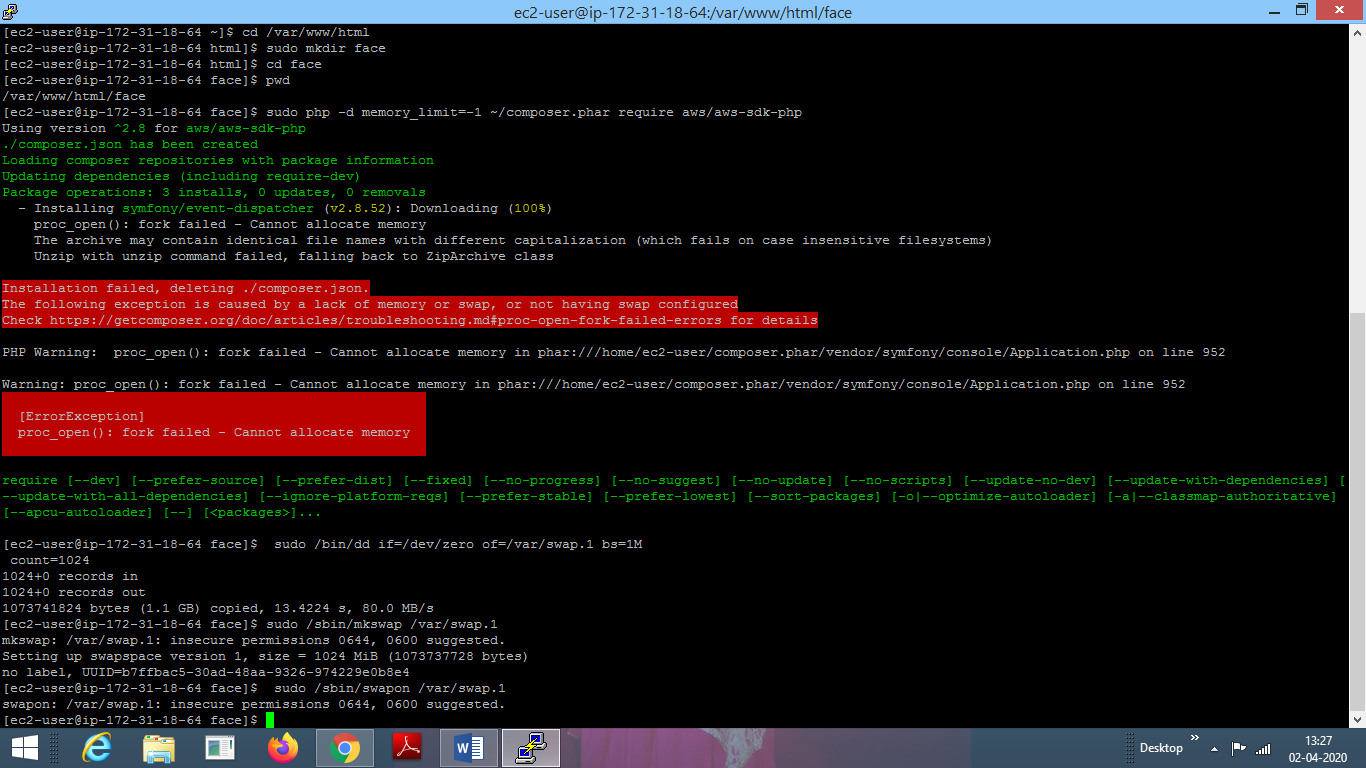 ec2-user@ip-172-31-18-64:/var/www/html/face
[ec2-user@ip-172-31-18-64 ~]$ cd /var/www/html
[ec2-user@ip-172-31-18-64 html]$ sudo mkdir face
[ec2-user@ip-172-31-18-64 html]$ cd face
[ec2-user@ip-172-31-18-64 face]$ pwd
/var/www/html/face
[ec2-user@ip-172-31-18-64 face]$ sudo php -d memory_limit=-1 ~/composer.phar require aws/aws-sdk-php
Using version ^2.8 for aws/aws-sdk-php
./composer.json has been created
Loading composer repositories with package information
Updating dependencies (including require-dev)
Package operations: 3 installs, 0 updates, 0 removals
  - Installing symfony/event-dispatcher (v2.8.52): Downloading (100%)
    proc_open(): fork failed - Cannot allocate memory
    The archive may contain identical file names with different capitalization (which fails on case insensitive filesystems)
    Unzip with unzip command failed, falling back to ZipArchive class
Installation failed, deleting ./composer.json.
The following exception is caused by a lack of memory or swap, or not having swap configured
Check https://getcomposer.org/doc/articles/troubleshooting.md#proc-open-fork-failed-errors for details
PHP Warning:  proc_open(): fork failed - Cannot allocate memory in phar:///home/ec2-user/composer.phar/vendor/symfony/console/Application.php on line 952
Warning: proc_open(): fork failed - Cannot allocate memory in phar:///home/ec2-user/composer.phar/vendor/symfony/console/Application.php on line 952
[ErrorException]
proc_open(): fork failed - Cannot allocate memory
require [--dev] [--prefer-source] [--prefer-dist] [--fixed] [--no-progress] [--no-suggest] [--no-update] [--no-scripts] [--update-no-dev] [--update-with-dependencies] [
--update-with-all-dependencies] [--ignore-platform-reqs] [--prefer-stable] [--prefer-lowest] [--sort-packages] [-o|--optimize-autoloader] [-a|--classmap-authoritative]
[--apcu-autoloader] [--] [<packages>]...
[ec2-user@ip-172-31-18-64 face]$  sudo /bin/dd if=/dev/zero of=/var/swap.1 bs=1M
 count=1024
1024+0 records in
1024+0 records out
1073741824 bytes (1.1 GB) copied, 13.4224 s, 80.0 MB/s
[ec2-user@ip-172-31-18-64 face]$ sudo /sbin/mkswap /var/swap.1
mkswap: /var/swap.1: insecure permissions 0644, 0600 suggested.
Setting up swapspace version 1, size = 1024 MiB (1073737728 bytes)
no label, UUID=b7ffbac5-30ad-48aa-9326-974229e0b8e4
[ec2-user@ip-172-31-18-64 face]$  sudo /sbin/swapon /var/swap.1
swapon: /var/swap.1: insecure permissions 0644, 0600 suggested.
[ec2-user@ip-172-31-18-64 face]$
Desktop
13:27
02-04-2020